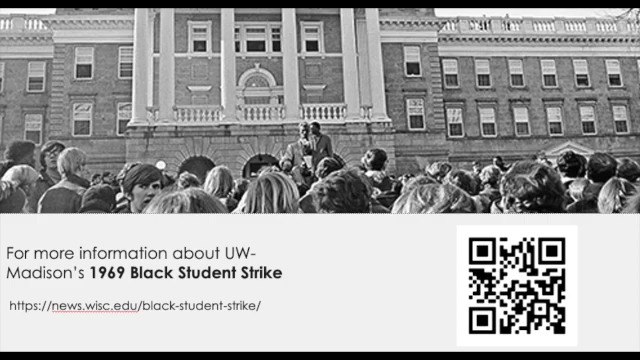 For more information about UW-
Madison's 1969 Black Student Strike
https://news.wisc.edu/black-student-strike/